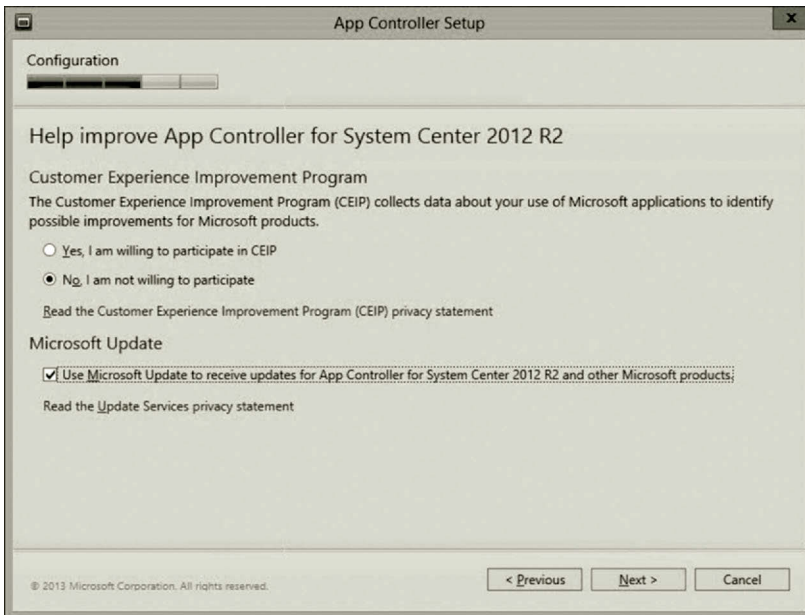 App Controller Setup
x
Configuration
Help improve App Controller for System Center 2012 R2
Customer Experience Improvement Program
The Customer Experience Improvement Program (CEIP) collects data about your use of Microsoft applications to identify
possible improvements for Microsoft products.
Yes, I am willing to participate in CEIP
No, I am not willing to participate
Read the Customer Experience Improvement Program (CEIP) privacy statement
Microsoft Update
Use Microsoft Update to receive updates for App Controller for System Center 2012 R2 and other Microsoft products.
Read the Update Services privacy statement
© 2013 Microsoft Corporation. All rights reserved.
< Previous
Next >
Cancel